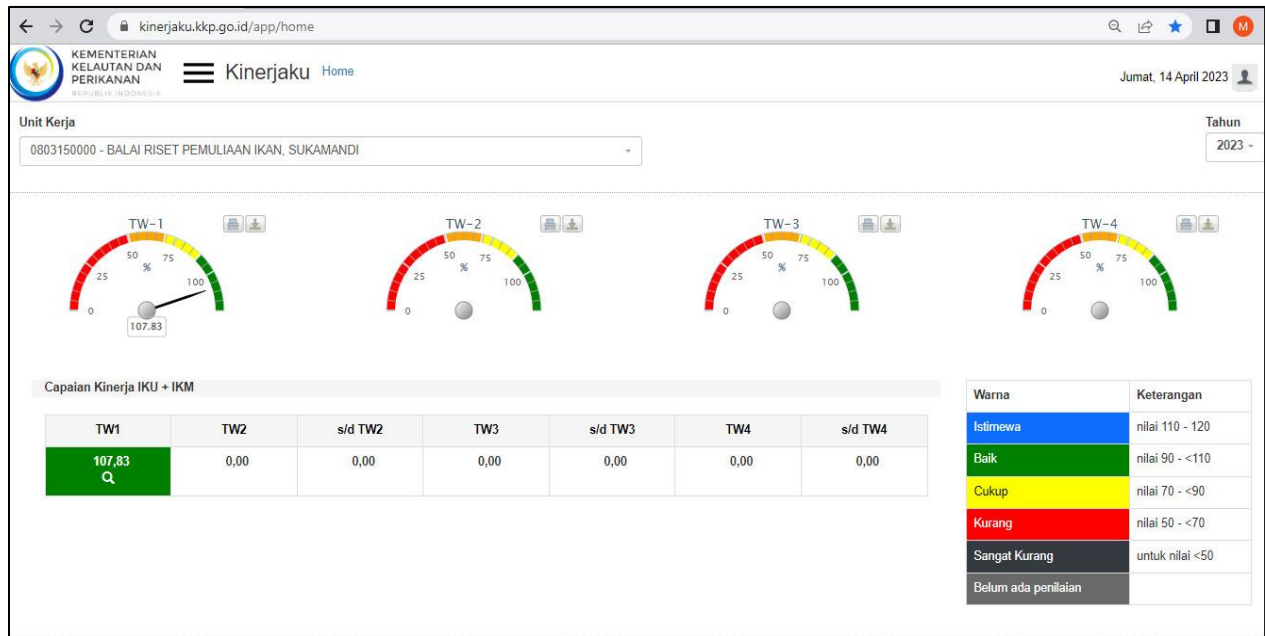 kinerjaku.kkp.go.id/app/home
M
KEMENTERIAN
KELAUTAN DAN
PERIKANAN
REPUBLIK INDONESIA
Kinerjaku Home
Jumat, 14 April 2023
Unit Kerja
Tahun
0803150000 - BALAI RISET PEMULIAAN IKAN, SUKAMANDI
2023
TW-1
0
25
50
75
100
%
107.83
TW-2
0
25
50
75
100
%
TW-3
0
25
50
75
100
%
TW-4
0
25
50
75
100
%
Capaian Kinerja IKU + IKM
TW1 TW2 s/d TW2 TW3 s/d TW3 TW4 s/d TW4
107,83 0,00 0,00 0,00 0,00 0,00 0,00
Warna Keterangan
Istimewa nilai 110 - 120
Baik nilai 90 - <110
Cukup nilai 70 - <90
Kurang nilai 50 - <70
Sangat Kurang untuk nilai <50
Belum ada penilaian